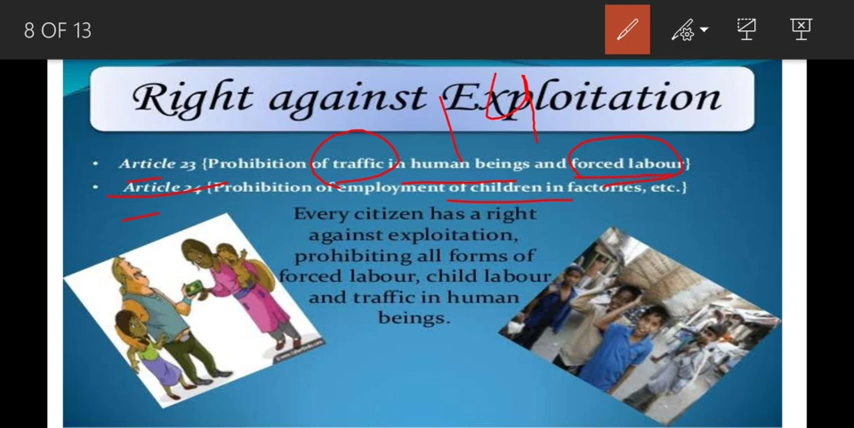 8 OF 13
Right against Exploitation
• Article 23 {Prohibition of traffic in human beings and forced labour}
• Article 24 {Prohibition of employment of children in factories, etc.}
Every citizen has a right
against exploitation,
prohibiting all forms of
forced labour, child labour
and traffic in human
beings.